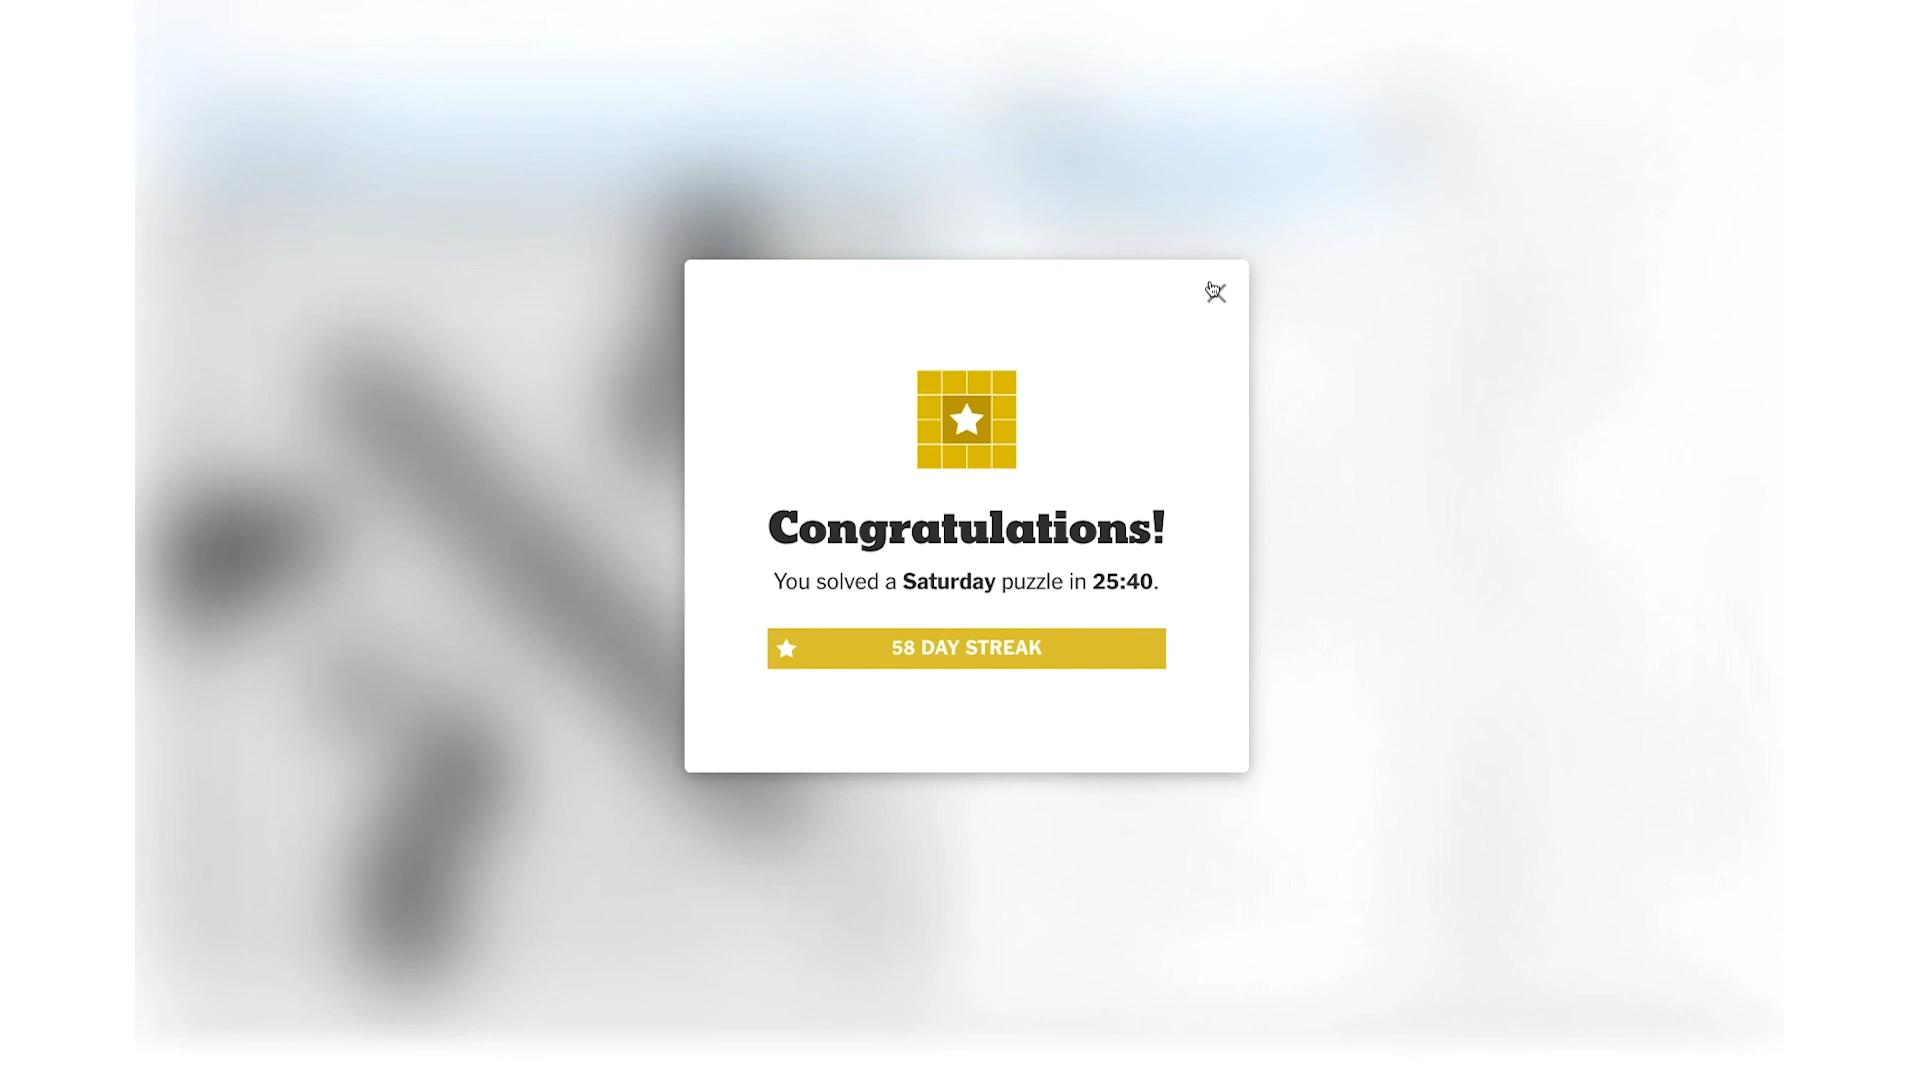 Congratulations!
You solved a Saturday puzzle in 25:40.
58 DAY STREAK